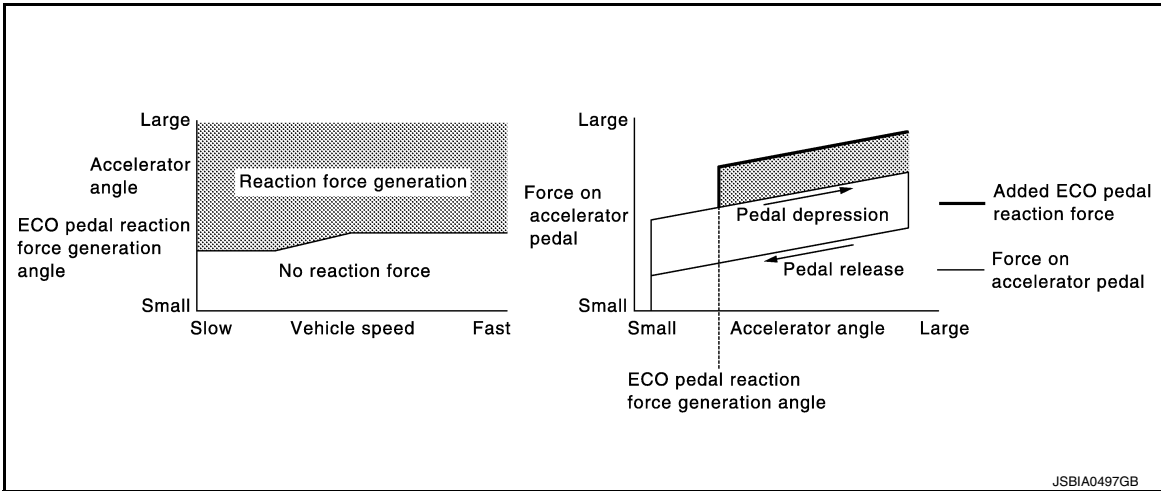 Large
Accelerator
angle
ECO pedal reaction
force generation
angle
Small
Reaction force generation
No reaction force
Slow
Vehicle speed
Fast
Large
Force on
accelerator
pedal
Small
Pedal depression
Pedal release
Small
Accelerator angle
Large
ECO pedal reaction
force generation angle
Added ECO pedal
reaction force
Force on
accelerator pedal
JSBIA0497GB